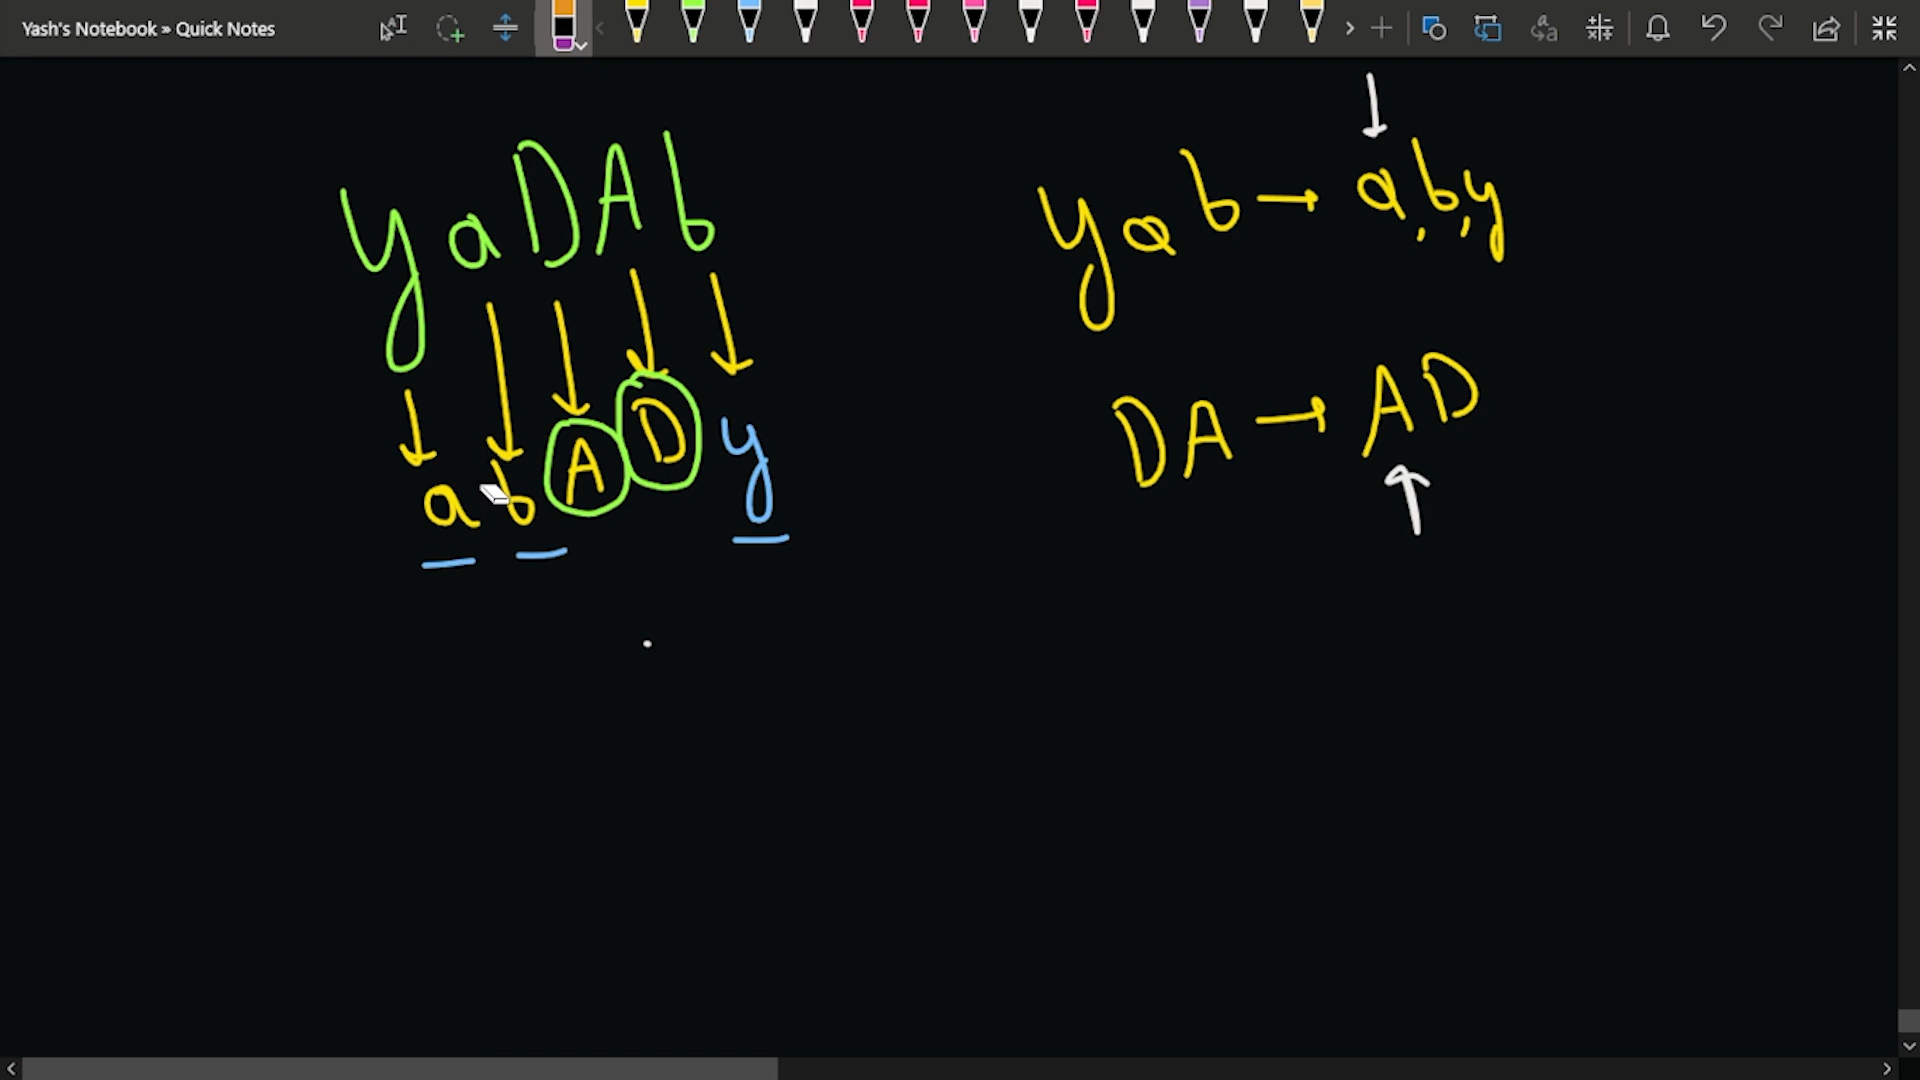 Yash's Notebook » Quick Notes
yaDAb
abADy
yab → a,b,y
DA → AD